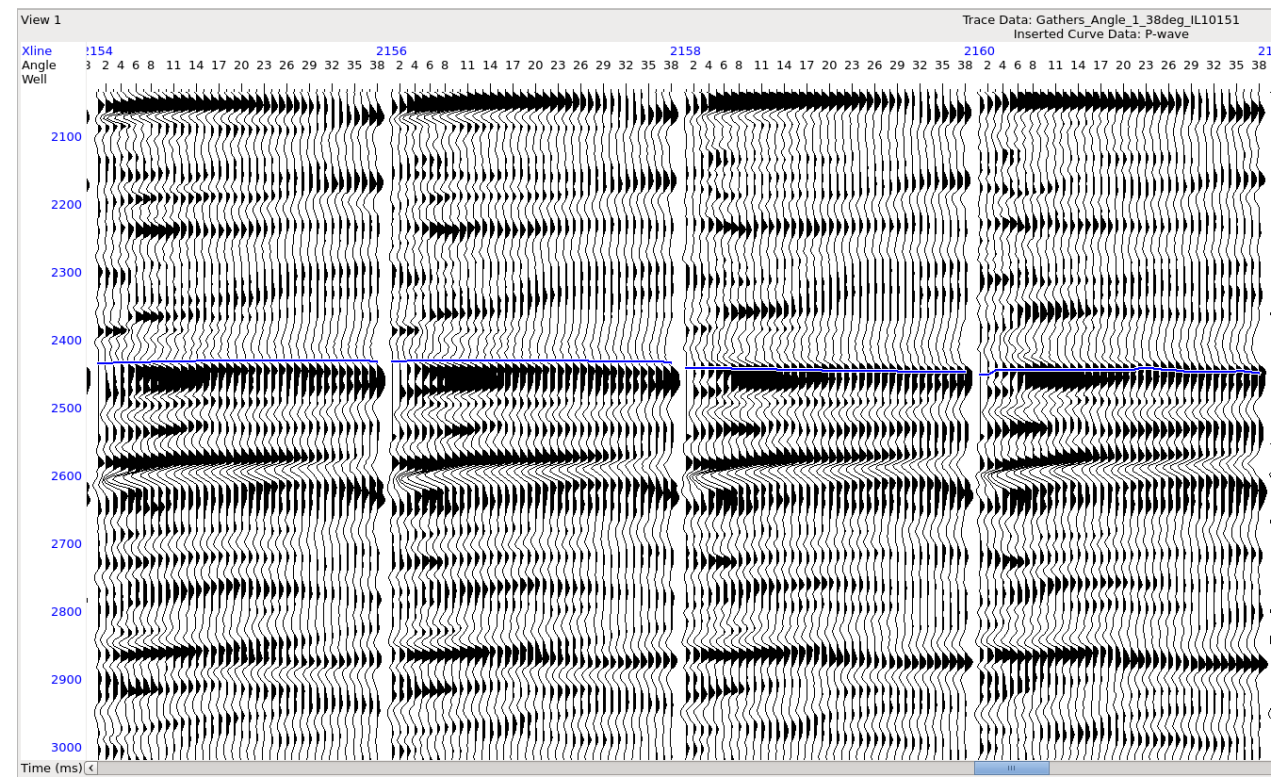 View 1
Trace Data: Gathers_Angle_1_38deg_IL10151
Inserted Curve Data: P-wave
Xline 2154 2156 2158 2160 21
Angle 8 2 4 6 8 11 14 17 20 23 26 29 32 35 38 2 4 6 8 11 14 17 20 23 26 29 32 35 38 2 4 6 8 11 14 17 20 23 26 29 32 35 38 2 4 6 8 11 14 17 20 23 26 29 32 35 38
Well
2100
2200
2300
2400
2500
2600
2700
2800
2900
3000
Time (ms)